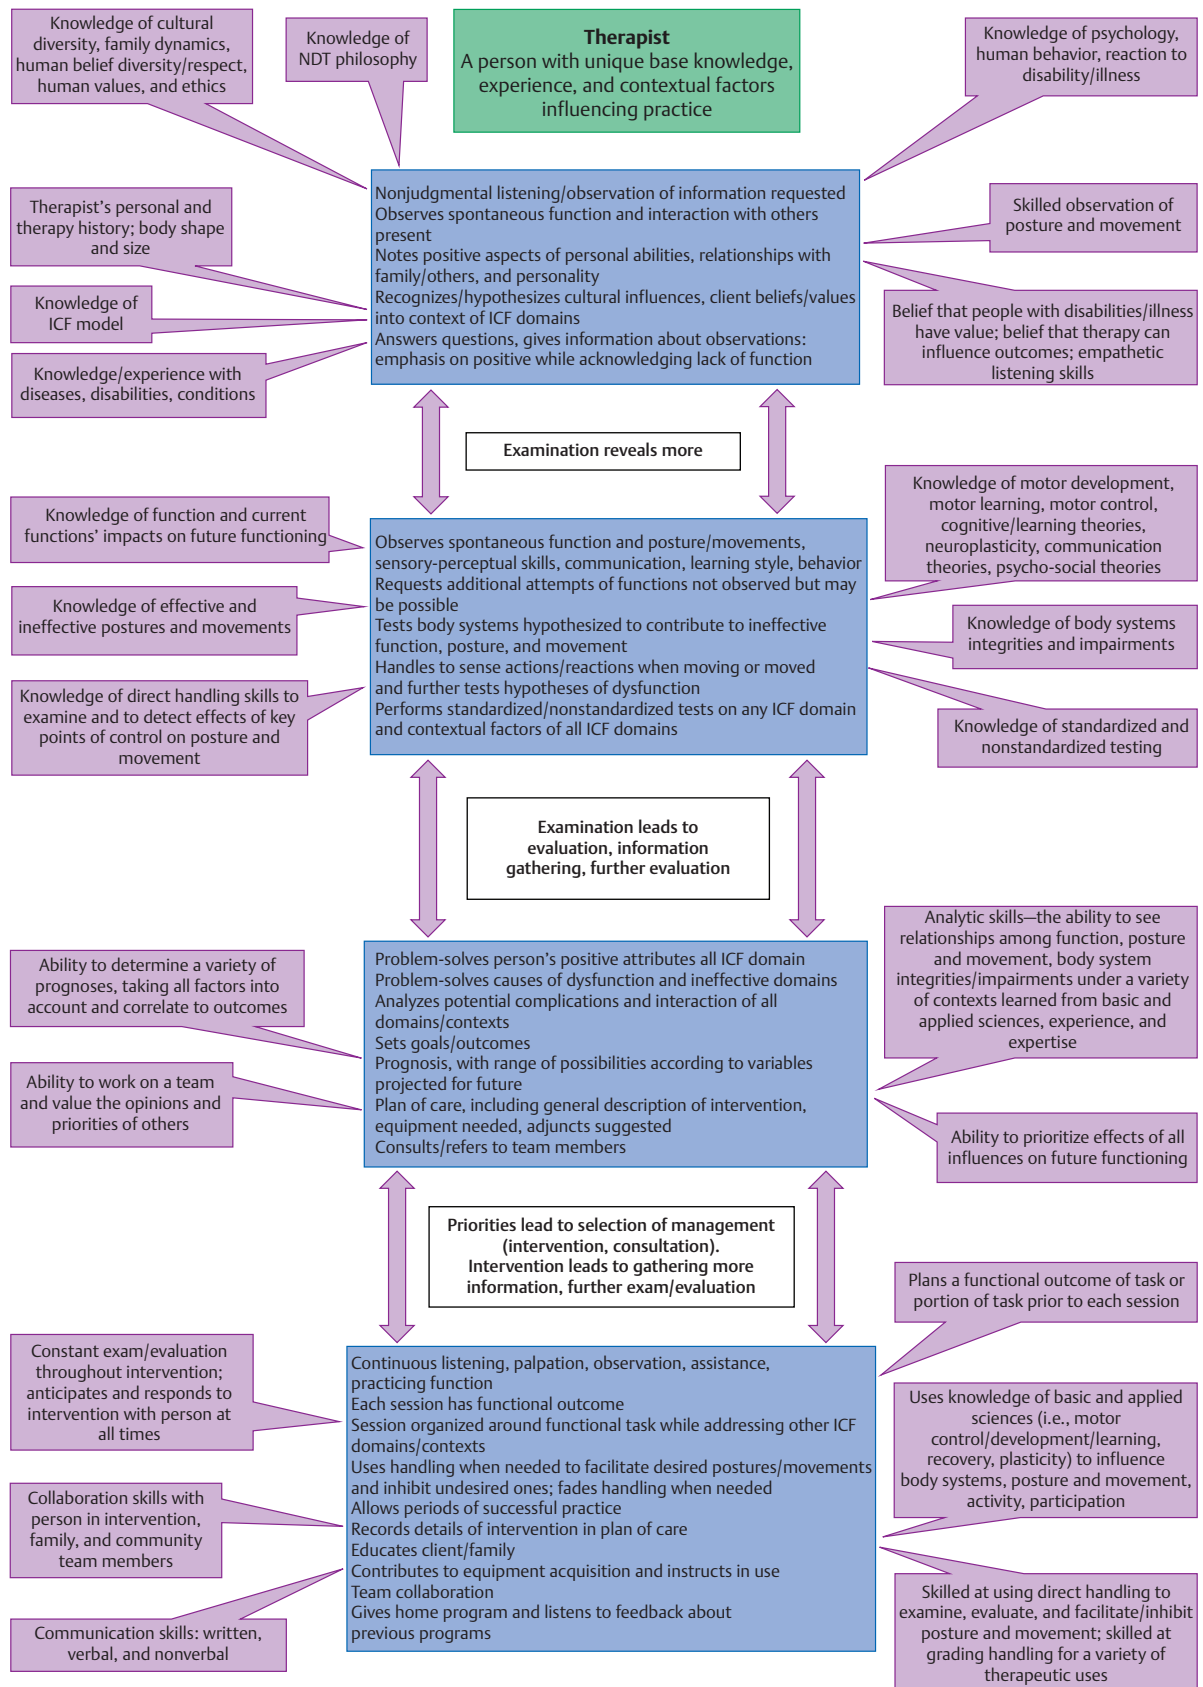 Knowledge of cultural
diversity, family dynamics,
human belief diversity/respect,
human values, and ethics
Knowledge of
NDT philosophy
Therapist
A person with unique base knowledge,
experience, and contextual factors
influencing practice
Knowledge of psychology,
human behavior, reaction to
disability/illness
Therapist's personal and
therapy history; body shape
and size
Knowledge of
ICF model
Knowledge/experience with
diseases, disabilities, conditions
Nonjudgmental listening/observation of information requested
Observes spontaneous function and interaction with others
present
Notes positive aspects of personal abilities, relationships with
family/others, and personality
Recognizes/hypothesizes cultural influences, client beliefs/values
into context of ICF domains
Answers questions, gives information about observations:
emphasis on positive while acknowledging lack of function
Skilled observation of
posture and movement
Belief that people with disabilities/illness
have value; belief that therapy can
influence outcomes; empathetic
listening skills
Examination reveals more
Knowledge of function and current
functions' impacts on future functioning
Knowledge of effective and
ineffective postures and movements
Knowledge of direct handling skills to
examine and to detect effects of key
points of control on posture and
movement
Observes spontaneous function and posture/movements,
sensory-perceptual skills, communication, learning style, behavior
Requests additional attempts of functions not observed but may
be possible
Tests body systems hypothesized to contribute to ineffective
function, posture, and movement
Handles to sense actions/reactions when moving or moved
and further tests hypotheses of dysfunction
Performs standardized/nonstandardized tests on any ICF domain
and contextual factors of all ICF domains
Knowledge of motor development,
motor learning, motor control,
cognitive/learning theories,
neuroplasticity, communication
theories, psycho-social theories
Knowledge of body systems
integrities and impairments
Knowledge of standardized and
nonstandardized testing
Examination leads to
evaluation, information
gathering, further evaluation
Ability to determine a variety of
prognoses, taking all factors into
account and correlate to outcomes
Ability to work on a team
and value the opinions and
priorities of others
Problem-solves person's positive attributes all ICF domain
Problem-solves causes of dysfunction and ineffective domains
Analyzes potential complications and interaction of all
domains/contexts
Sets goals/outcomes
Prognosis, with range of possibilities according to variables
projected for future
Plan of care, including general description of intervention,
equipment needed, adjuncts suggested
Consults/refers to team members
Analytic skills—the ability to see
relationships among function, posture
and movement, body system
integrities/impairments under a variety
of contexts learned from basic and
applied sciences, experience, and
expertise
Ability to prioritize effects of all
influences on future functioning
Priorities lead to selection of management
(intervention, consultation).
Intervention leads to gathering more
information, further exam/evaluation
Constant exam/evaluation
throughout intervention;
anticipates and responds to
intervention with person at
all times
Collaboration skills with
person in intervention,
family, and community
team members
Communication skills: written,
verbal, and nonverbal
Continuous listening, palpation, observation, assistance,
practicing function
Each session has functional outcome
Session organized around functional task while addressing other ICF
domains/contexts
Uses handling when needed to facilitate desired postures/movements
and inhibit undesired ones; fades handling when needed
Allows periods of successful practice
Records details of intervention in plan of care
Educates client/family
Contributes to equipment acquisition and instructs in use
Team collaboration
Gives home program and listens to feedback about
previous programs
Plans a functional outcome of task or
portion of task prior to each session
Uses knowledge of basic and applied
sciences (i.e., motor
control/development/learning,
recovery, plasticity) to influence
body systems, posture and movement,
activity, participation
Skilled at using direct handling to
examine, evaluate, and facilitate/inhibit
posture and movement; skilled at
grading handling for a variety of
therapeutic uses